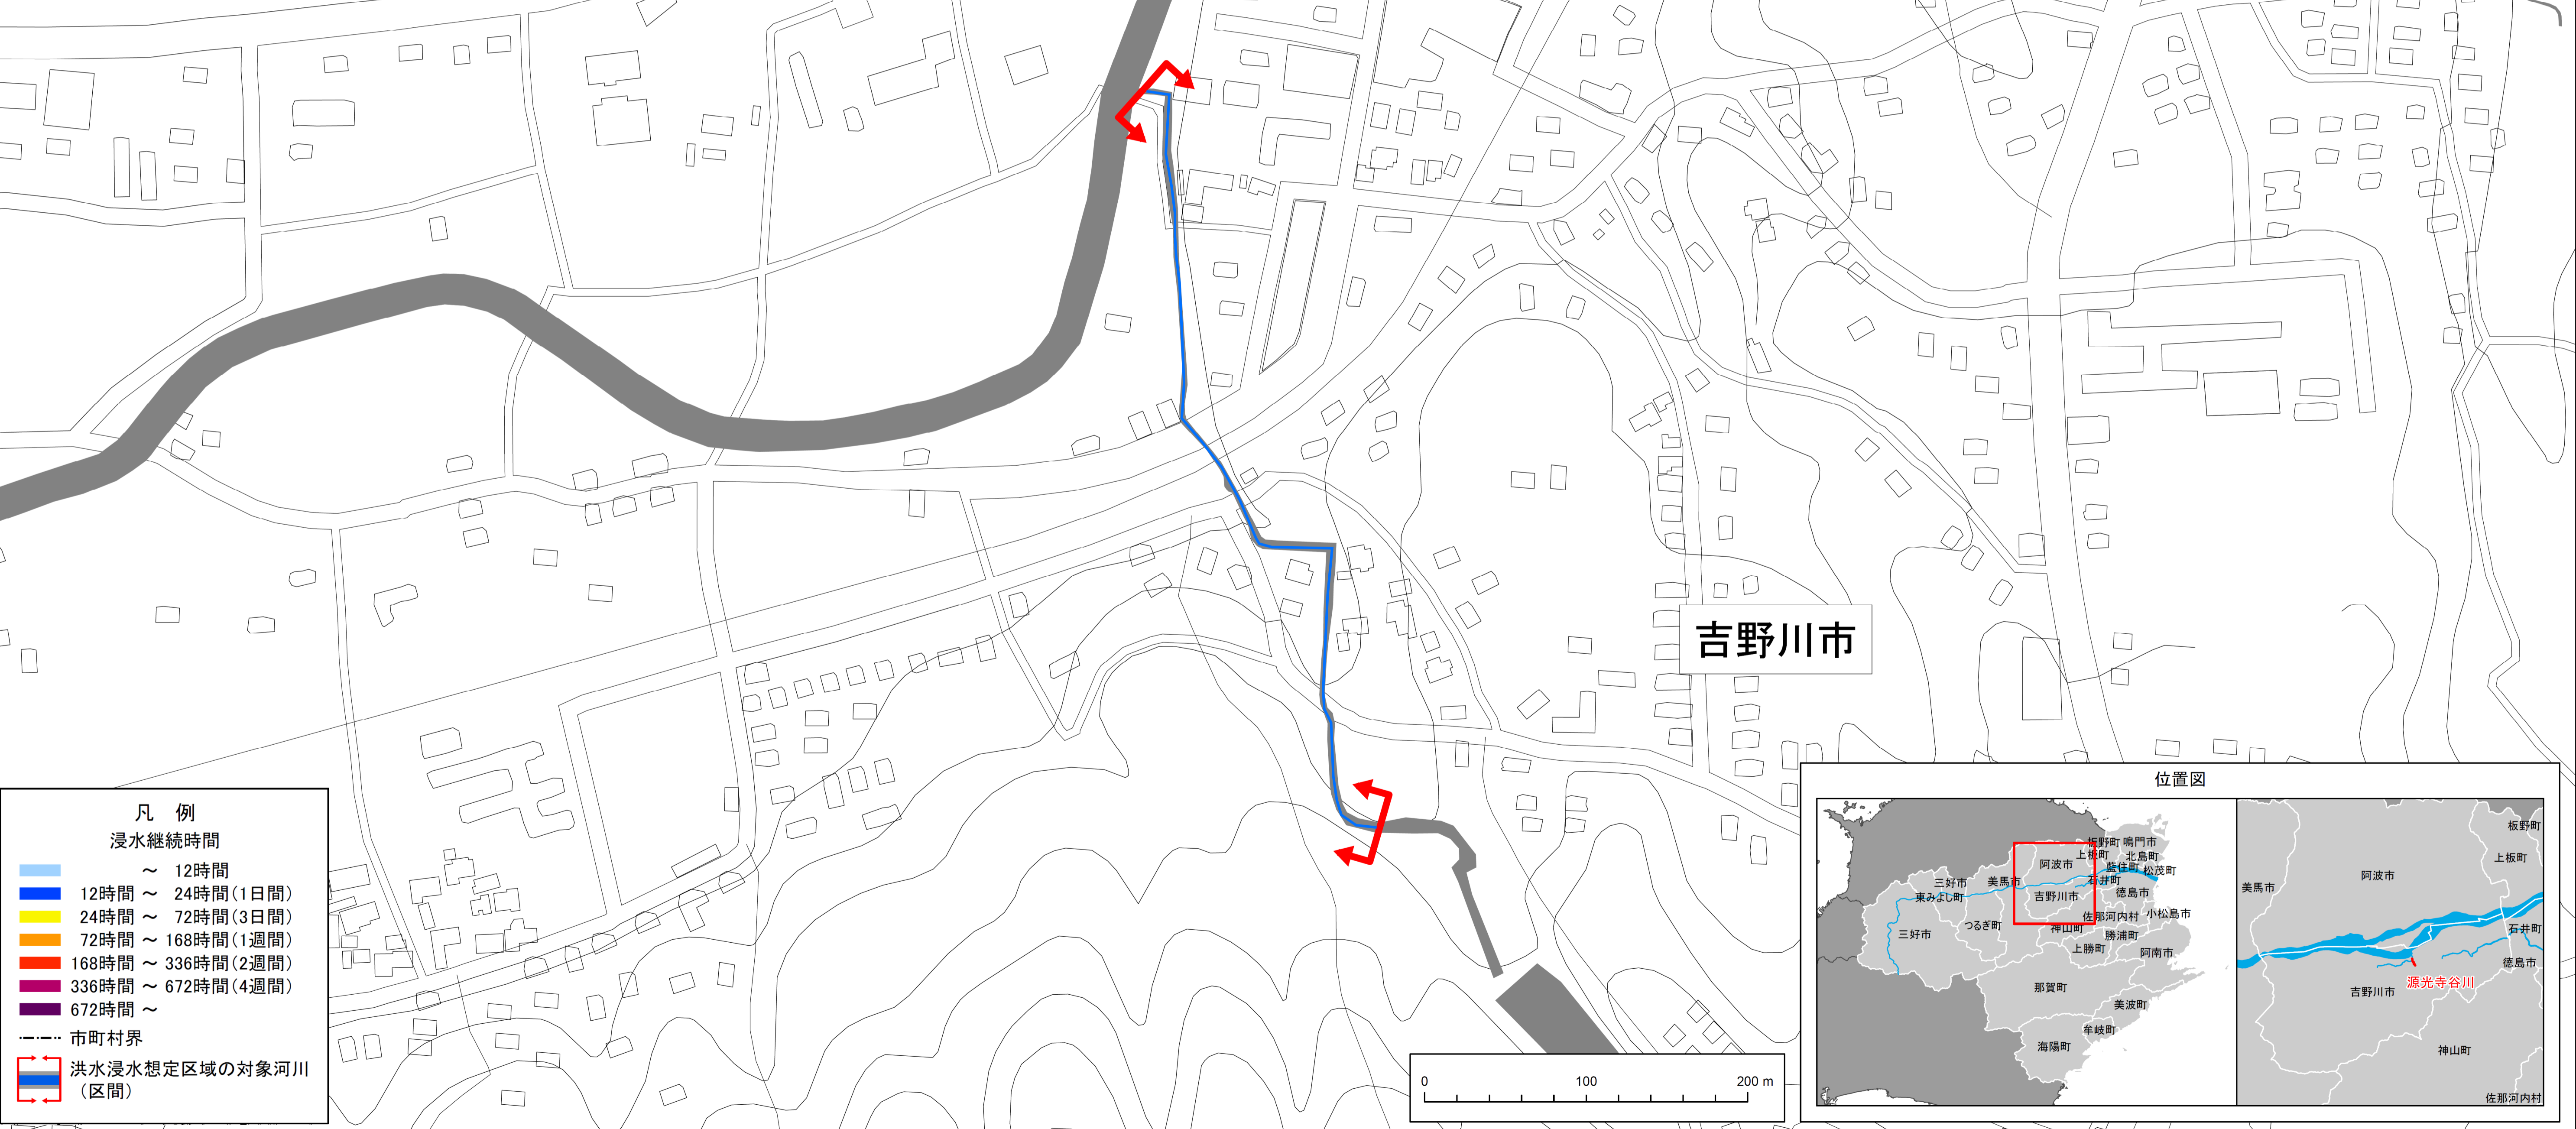 吉野川市
凡 例
浸水継続時間
～ 12時間
12時間 ～ 24時間(1日間)
24時間 ～ 72時間(3日間)
72時間 ～ 168時間(1週間)
168時間 ～ 336時間(2週間)
336時間 ～ 672時間(4週間)
672時間 ～
市町村界
洪水浸水想定区域の対象河川
(区間)
0 100 200 m
位置図
板野町 鳴門市
上板町 北島町
阿波市
藍住町 松茂町
石井町
三好市
美馬市
東みよし町
吉野川市
徳島市
佐那河内村
小松島市
つるぎ町
神山町
勝浦町
三好市
上勝町
阿南市
那賀町
美波町
牟岐町
海陽町
板野町
上板町
阿波市
美馬市
石井町
徳島市
源光寺谷川
吉野川市
神山町
佐那河内村